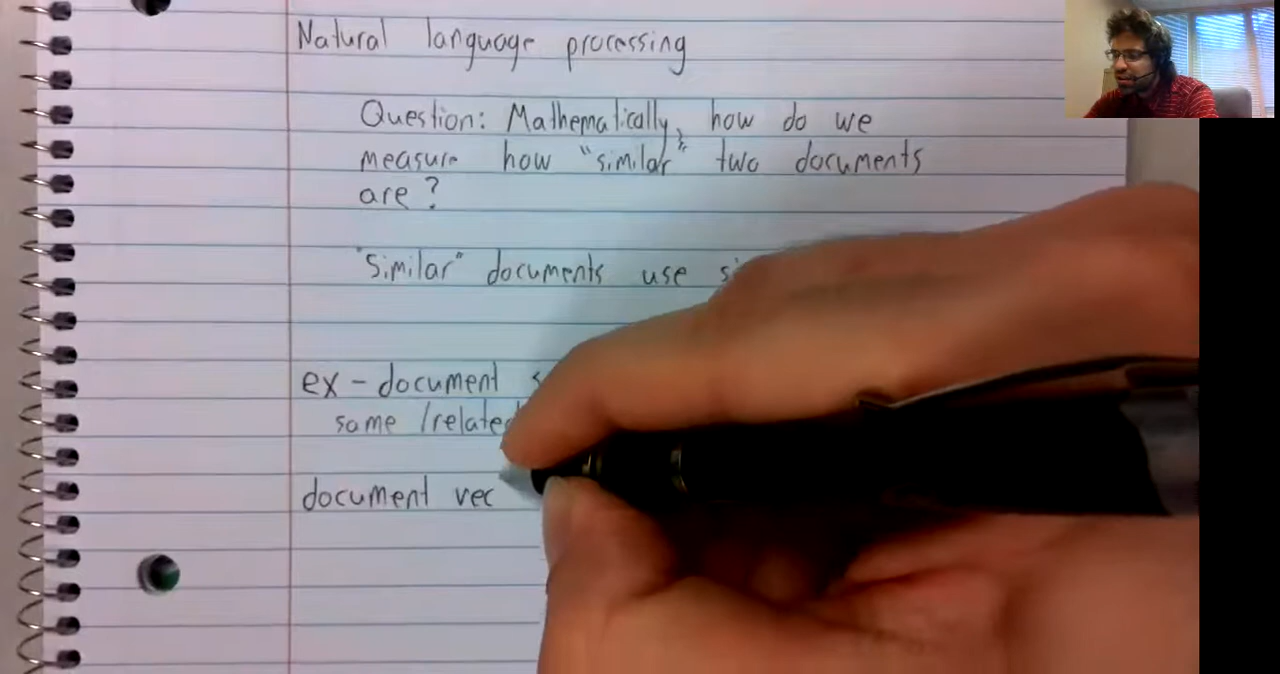 Natural language processing
Question: Mathematically, how do we
measure how "similar" two documents
are?
"Similar" documents use
ex - document
same /related
document vec